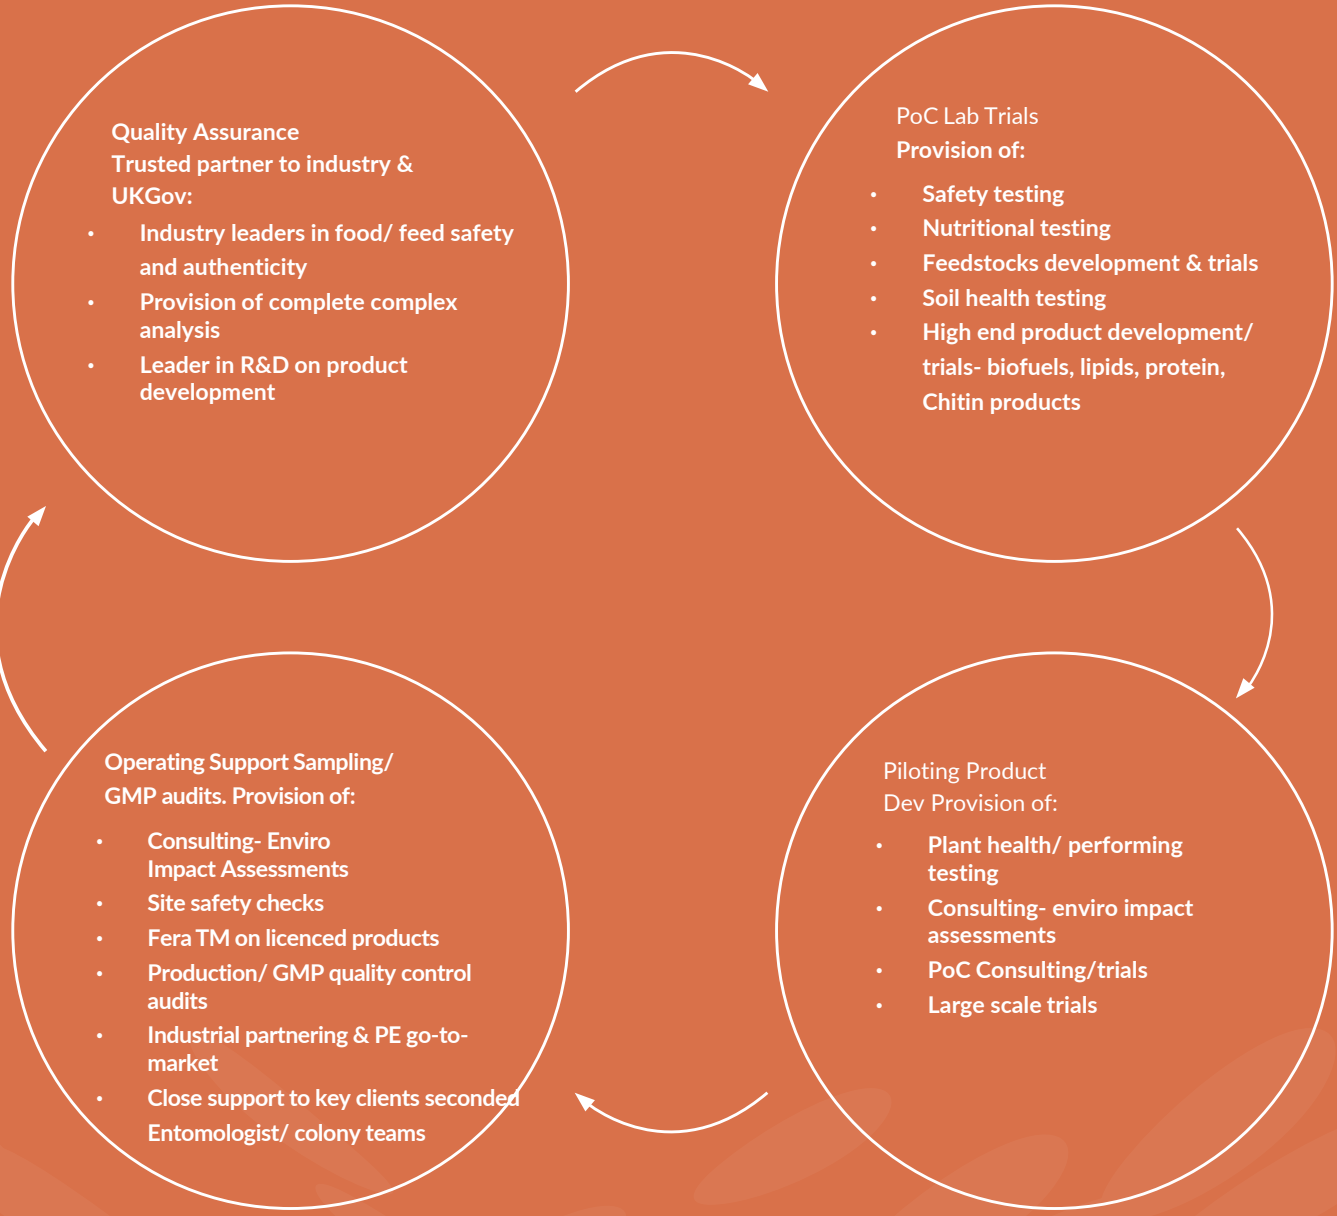 Quality Assurance
Trusted partner to industry &
UKGov:
• Industry leaders in food/ feed safety
and authenticity
• Provision of complete complex
analysis
• Leader in R&D on product
development
PoC Lab Trials
Provision of:
• Safety testing
• Nutritional testing
• Feedstocks development & trials
• Soil health testing
• High end product development/
trials- biofuels, lipids, protein,
Chitin products
Operating Support Sampling/
GMP audits. Provision of:
• Consulting- Enviro
Impact Assessments
• Site safety checks
• Fera TM on licenced products
• Production/ GMP quality control
audits
• Industrial partnering & PE go-to-
market
• Close support to key clients seconded
Entomologist/ colony teams
Piloting Product
Dev Provision of:
• Plant health/ performing
testing
• Consulting- enviro impact
assessments
• PoC Consulting/trials
• Large scale trials